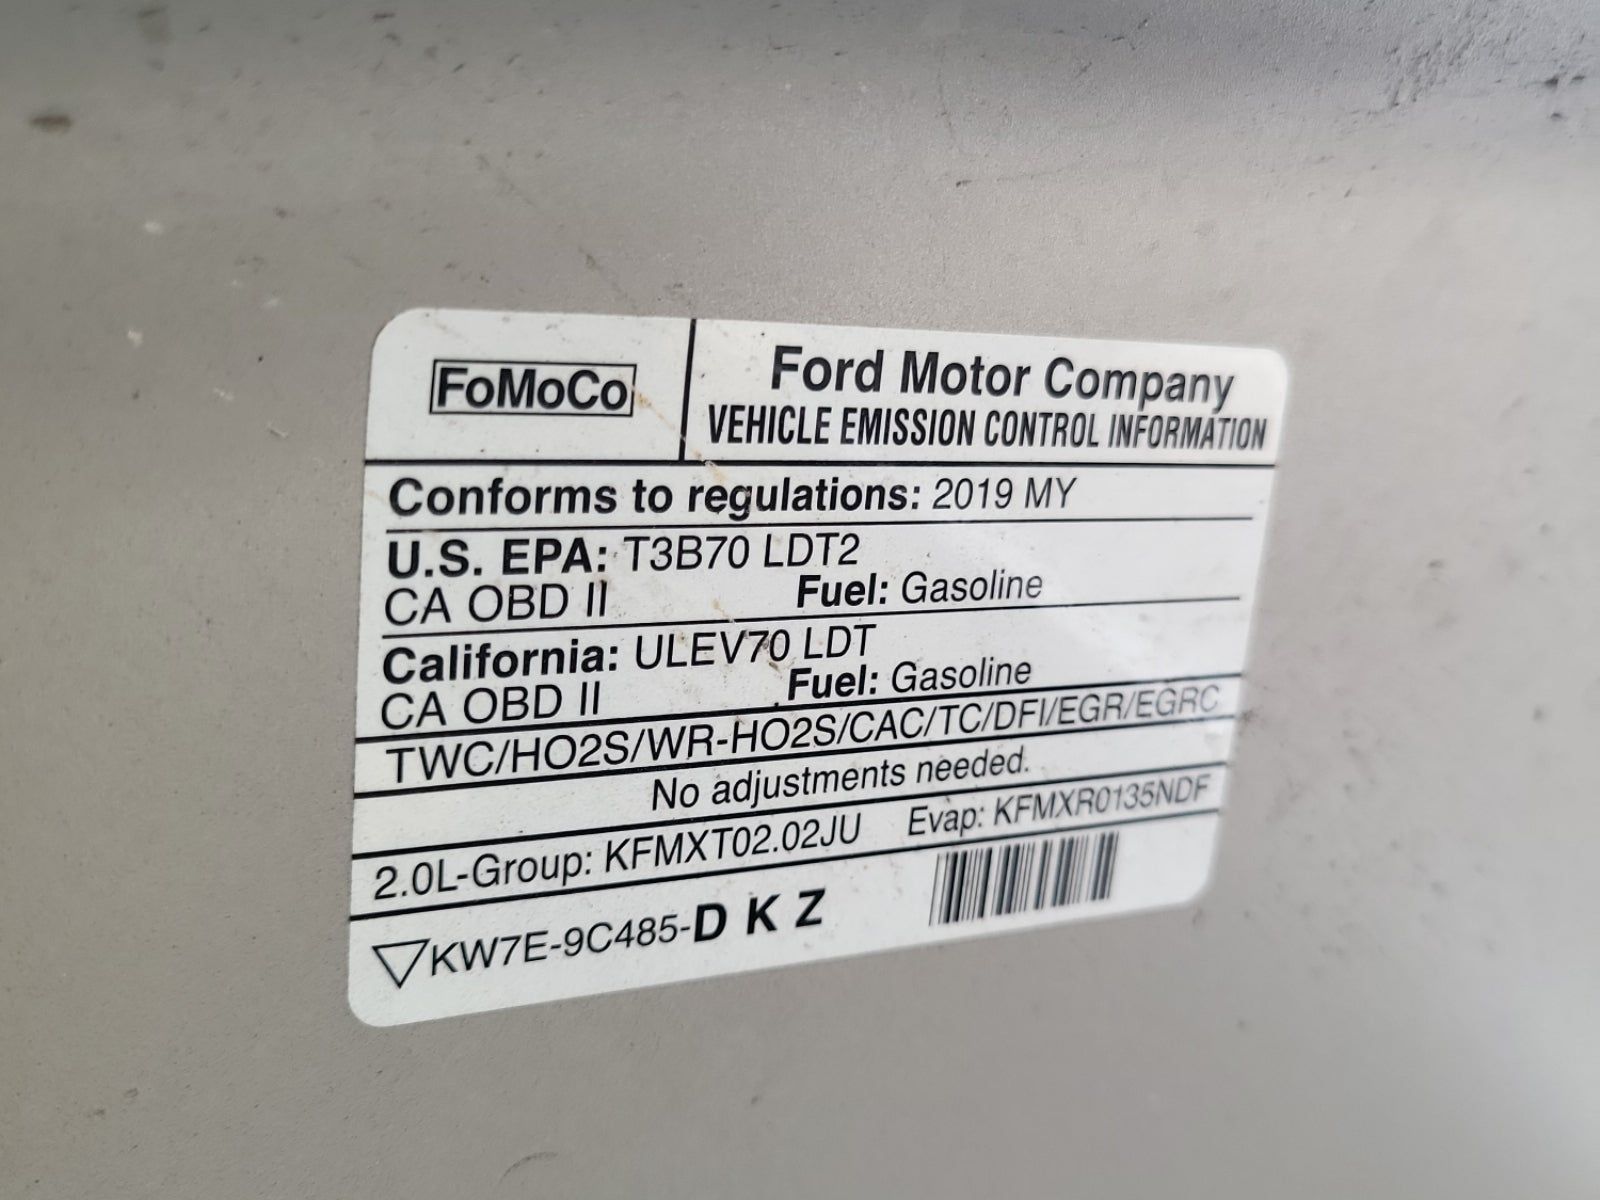 FoMoCo
Ford Motor Company
VEHICLE EMISSION CONTROL INFORMATION
Conforms to regulations: 2019 MY
U.S. EPA: T3B70 LDT2
CA OBD II Fuel: Gasoline
California: ULEV70 LDT
CA OBD II Fuel: Gasoline
TWC/HO2S/WR-HO2S/CAC/TC/DFI/EGR/EGRC
No adjustments needed.
2.0L-Group: KFMXT02.02JU Evap: KFMXR0135NDF
KW7E-9C485-D K Z